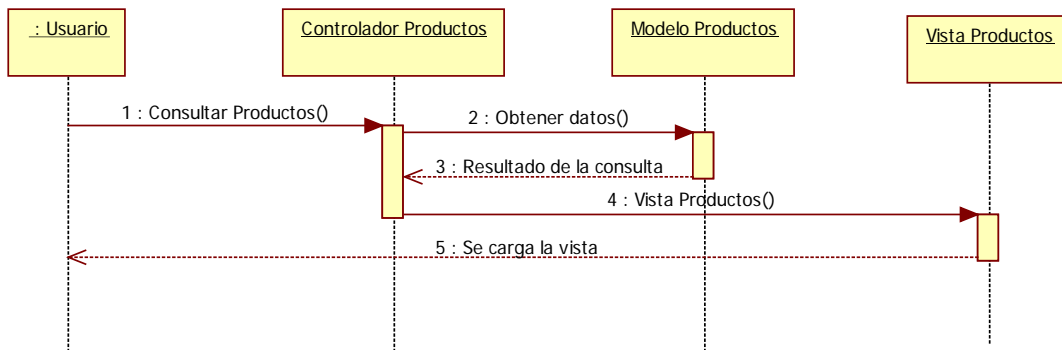 : Usuario
Controlador Productos
Modelo Productos
Vista Productos
1 : Consultar Productos()
2 : Obtener datos()
3 : Resultado de la consulta
4 : Vista Productos()
5 : Se carga la vista